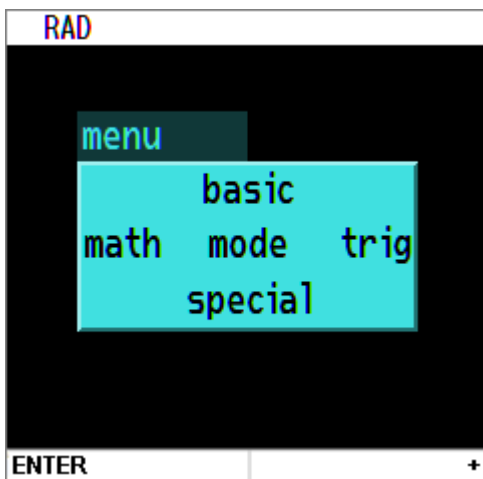 RAD
menu
basic
math mode trig
special
ENTER +